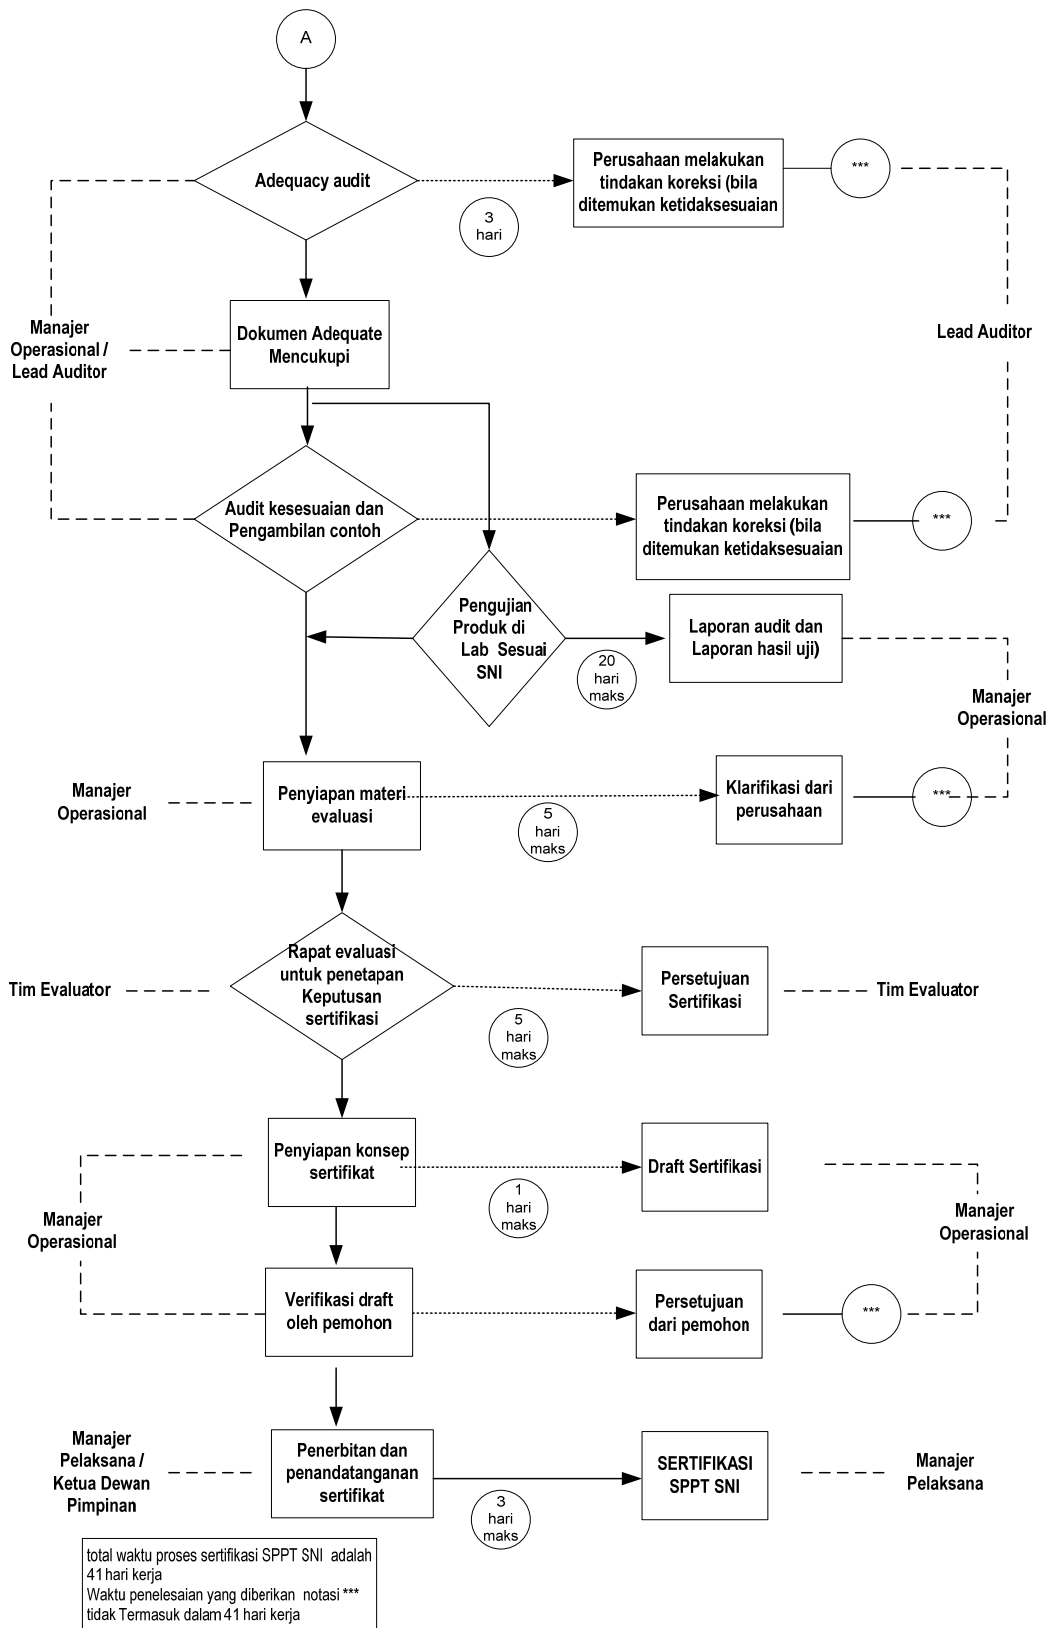 A
Adequacy audit
3
hari
Perusahaan melakukan
tindakan koreksi (bila
ditemukan ketidaksesuaian
***
Manajer
Operasional /
Lead Auditor
Dokumen Adequate
Mencukupi
Lead Auditor
Audit kesesuaian dan
Pengambilan contoh
Perusahaan melakukan
tindakan koreksi (bila
ditemukan ketidaksesuaian
***
Pengujian
Produk di
Lab Sesuai
SNI
20
hari
maks
Laporan audit dan
Laporan hasil uji)
Manajer
Operasional
Manajer
Operasional
Penyiapan materi
evaluasi
5
hari
maks
Klarifikasi dari
perusahaan
***
Tim Evaluator
Rapat evaluasi
untuk penetapan
Keputusan
sertifikasi
5
hari
maks
Persetujuan
Sertifikasi
Tim Evaluator
Penyiapan konsep
sertifikat
1
hari
maks
Draft Sertifikasi
Manajer
Operasional
Manajer
Operasional
Verifikasi draft
oleh pemohon
Persetujuan
dari pemohon
***
Manajer
Pelaksana /
Ketua Dewan
Pimpinan
Penerbitan dan
penandatanganan
sertifikat
3
hari
maks
SERTIFIKASI
SPPT SNI
Manajer
Pelaksana
total waktu proses sertifikasi SPPT SNI adalah
41 hari kerja
Waktu penelesaian yang diberikan notasi ***
tidak Termasuk dalam 41 hari kerja